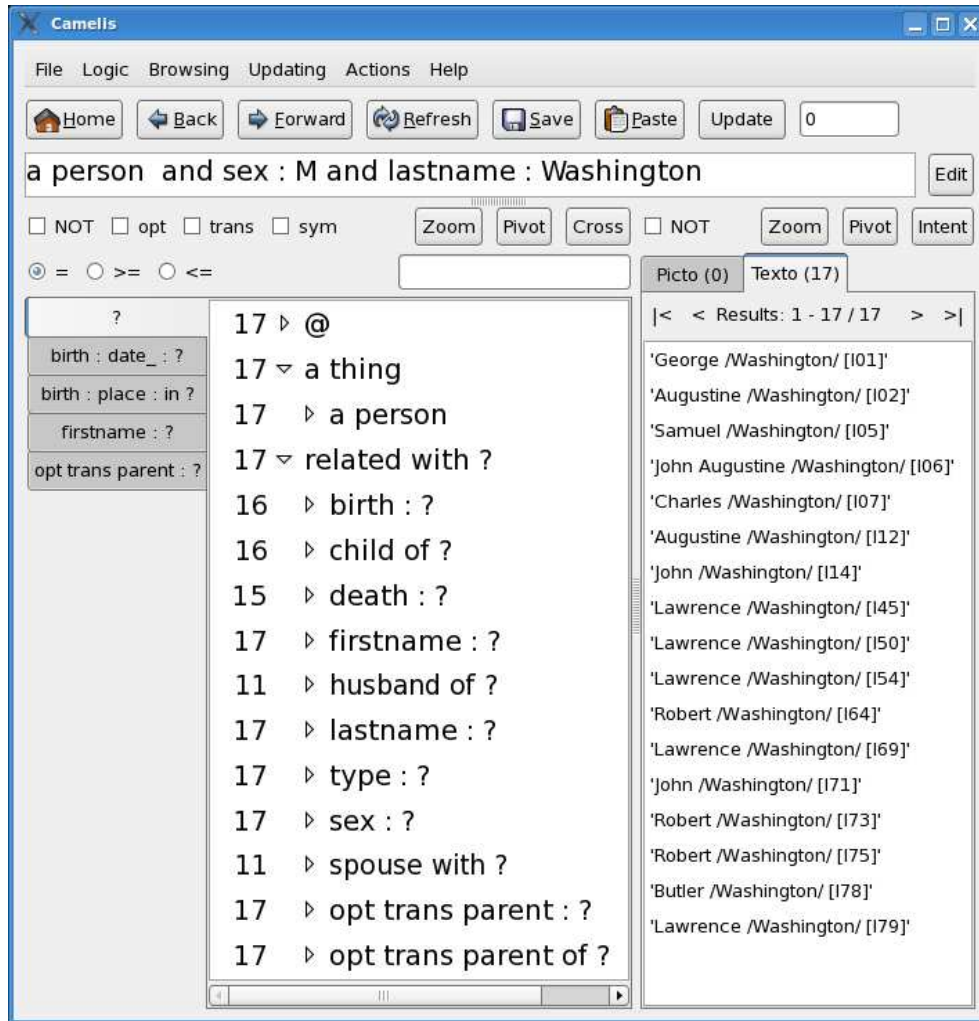 Camelis
File Logic Browsing Updating Actions Help
Home Back Forward Refresh Save Paste Update 0
a person and sex : M and lastname : Washington Edit
NOT opt trans sym Zoom Pivot Cross NOT Zoom Pivot Intent
= >= <=
Picto (0) Texto (17)
?
birth : date_ : ?
birth : place : in ?
firstname : ?
opt trans parent : ?
17 @
17 a thing
17 a person
17 related with ?
16 birth : ?
16 child of ?
15 death : ?
17 firstname : ?
11 husband of ?
17 lastname : ?
17 type : ?
17 sex : ?
11 spouse with ?
17 opt trans parent : ?
17 opt trans parent of ?
|< < Results: 1 - 17 / 17 > >|
'George /Washington/ [I01]'
'Augustine /Washington/ [I02]'
'Samuel /Washington/ [I05]'
'John Augustine /Washington/ [I06]'
'Charles /Washington/ [I07]'
'Augustine /Washington/ [I12]'
'John /Washington/ [I14]'
'Lawrence /Washington/ [I45]'
'Lawrence /Washington/ [I50]'
'Lawrence /Washington/ [I54]'
'Robert /Washington/ [I64]'
'Lawrence /Washington/ [I69]'
'John /Washington/ [I71]'
'Robert /Washington/ [I73]'
'Robert /Washington/ [I75]'
'Butler /Washington/ [I78]'
'Lawrence /Washington/ [I79]'